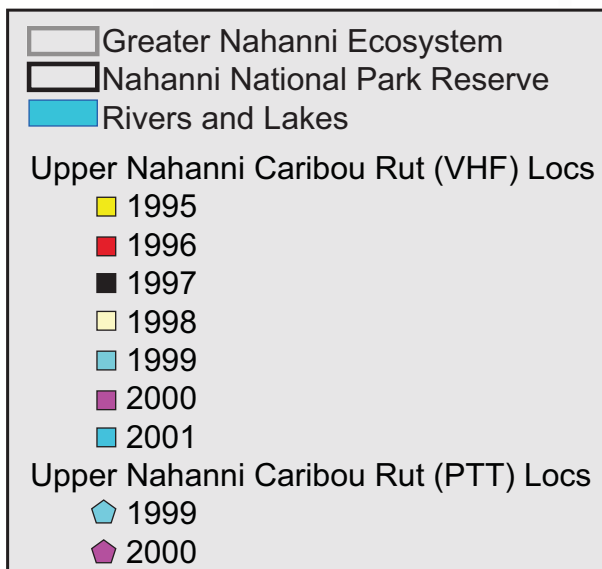 Greater Nahanni Ecosystem
Nahanni National Park Reserve
Rivers and Lakes
Upper Nahanni Caribou Rut (VHF) Locs
1995
1996
1997
1998
1999
2000
2001
Upper Nahanni Caribou Rut (PTT) Locs
1999
2000